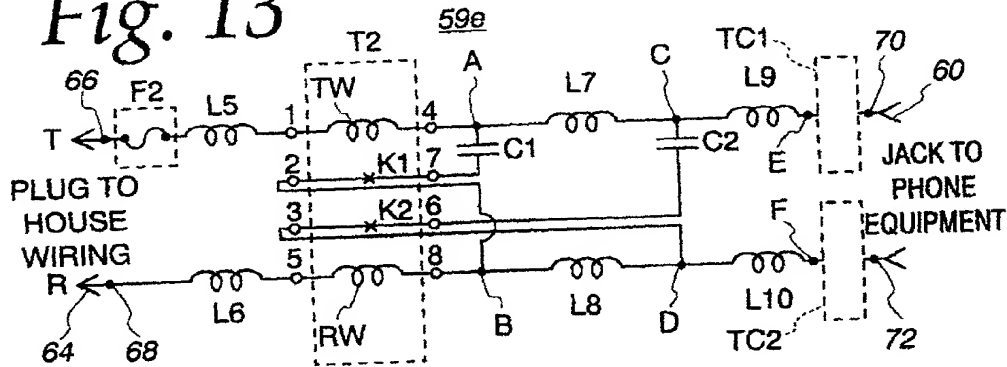 Fig. 13
59e
T2
A
C
TC1
70
60
66
F2
L5
1
TW
4
L7
L9
T
C1
C2
E
JACK TO
PHONE
EQUIPMENT
PLUG TO
HOUSE
WIRING
2
K1
7
3
K2
6
F
R
5
8
L6
RW
B
L8
D
L10
TC2
64
68
72